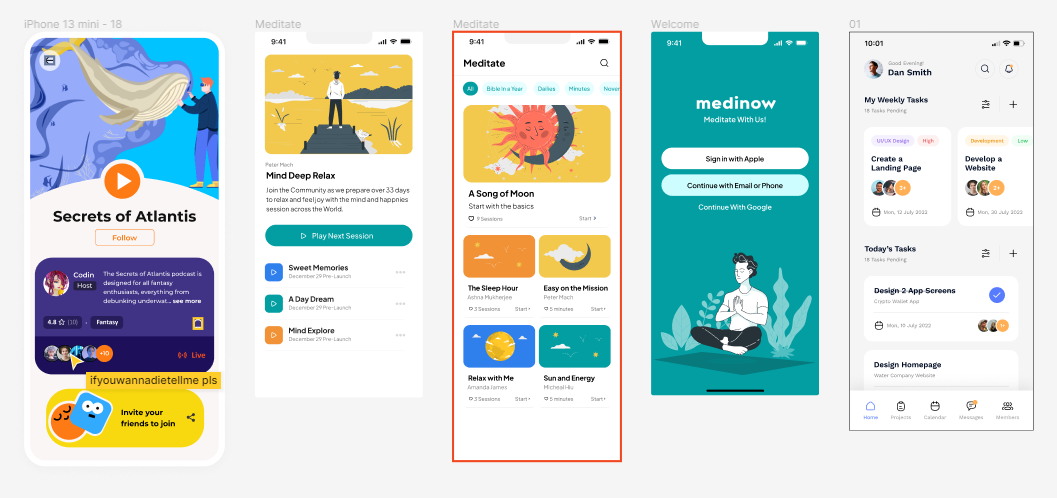 iPhone 13 mini - 18
Secrets of Atlantis
Follow
Codin
Host
The Secrets of Atlantis podcast is
designed for all fantasy
enthusiasts, everything from
debunking underwat... see more
4.8 (10)
Fantasy
+10
Live
ifyouwannadietellme pls
Invite your
friends to join
Meditate
9:41
Peter Mach
Mind Deep Relax
Join the Community as we prepare over 33 days
to relax and feel joy with the mind and happnies
session across the World.
Play Next Session
Sweet Memories
December 29 Pre-Launch
A Day Dream
December 29 Pre-Launch
Mind Explore
December 29 Pre-Launch
Meditate
9:41
Meditate
All
Bible In a Year
Dailies
Minutes
Nover
A Song of Moon
Start with the basics
9 Sessions
Start
The Sleep Hour
Ashna Mukherjee
3 Sessions
Start
Easy on the Mission
Peter Mach
5 minutes
Start
Relax with Me
Amanda James
3 Sessions
Start
Sun and Energy
Micheal Hiu
5 minutes
Start
Welcome
9:41
medinow
Meditate With Us!
Sign in with Apple
Continue with Email or Phone
Continue With Google
01
10:01
Good Evening!
Dan Smith
My Weekly Tasks
18 Tasks Pending
UI/UX Design
High
Create a
Landing Page
3+
Mon, 12 July 2022
Development
Low
Develop a
Website
3+
Mon, 20 July 2022
Today's Tasks
18 Tasks Pending
Design 2 App Screens
Crypto Wallet App
Mon, 10 July 2022
3+
Design Homepage
Water Company Website
Home
Projects
Calendar
Messages
Members